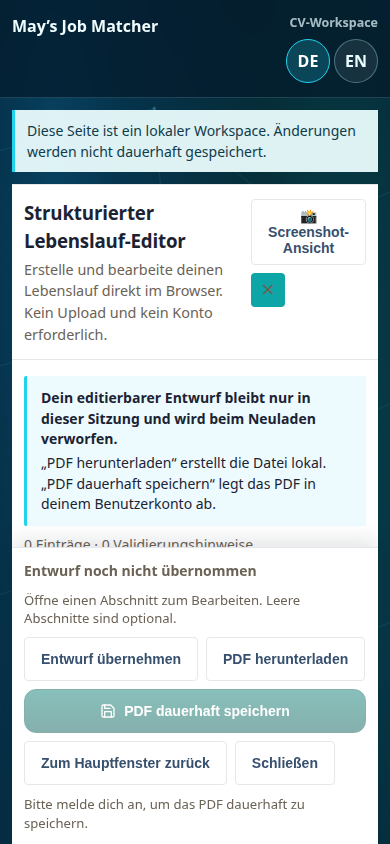 May's Job Matcher
CV-Workspace
DE EN
Diese Seite ist ein lokaler Workspace. Änderungen
werden nicht dauerhaft gespeichert.
Strukturierter
Lebenslauf-Editor
Erstelle und bearbeite deinen
Lebenslauf direkt im Browser.
Kein Upload und kein Konto
erforderlich.
Screenshot-
Ansicht
Dein editierbarer Entwurf bleibt nur in
dieser Sitzung und wird beim Neuladen
verworfen.
„PDF herunterladen“ erstellt die Datei lokal.
„PDF dauerhaft speichern“ legt das PDF in
deinem Benutzerkonto ab.
0 Einträge · 0 Validierungshinweise
Entwurf noch nicht übernommen
Öffne einen Abschnitt zum Bearbeiten. Leere
Abschnitte sind optional.
Entwurf übernehmen
PDF herunterladen
PDF dauerhaft speichern
Zum Hauptfenster zurück
Schließen
Bitte melde dich an, um das PDF dauerhaft zu
speichern.